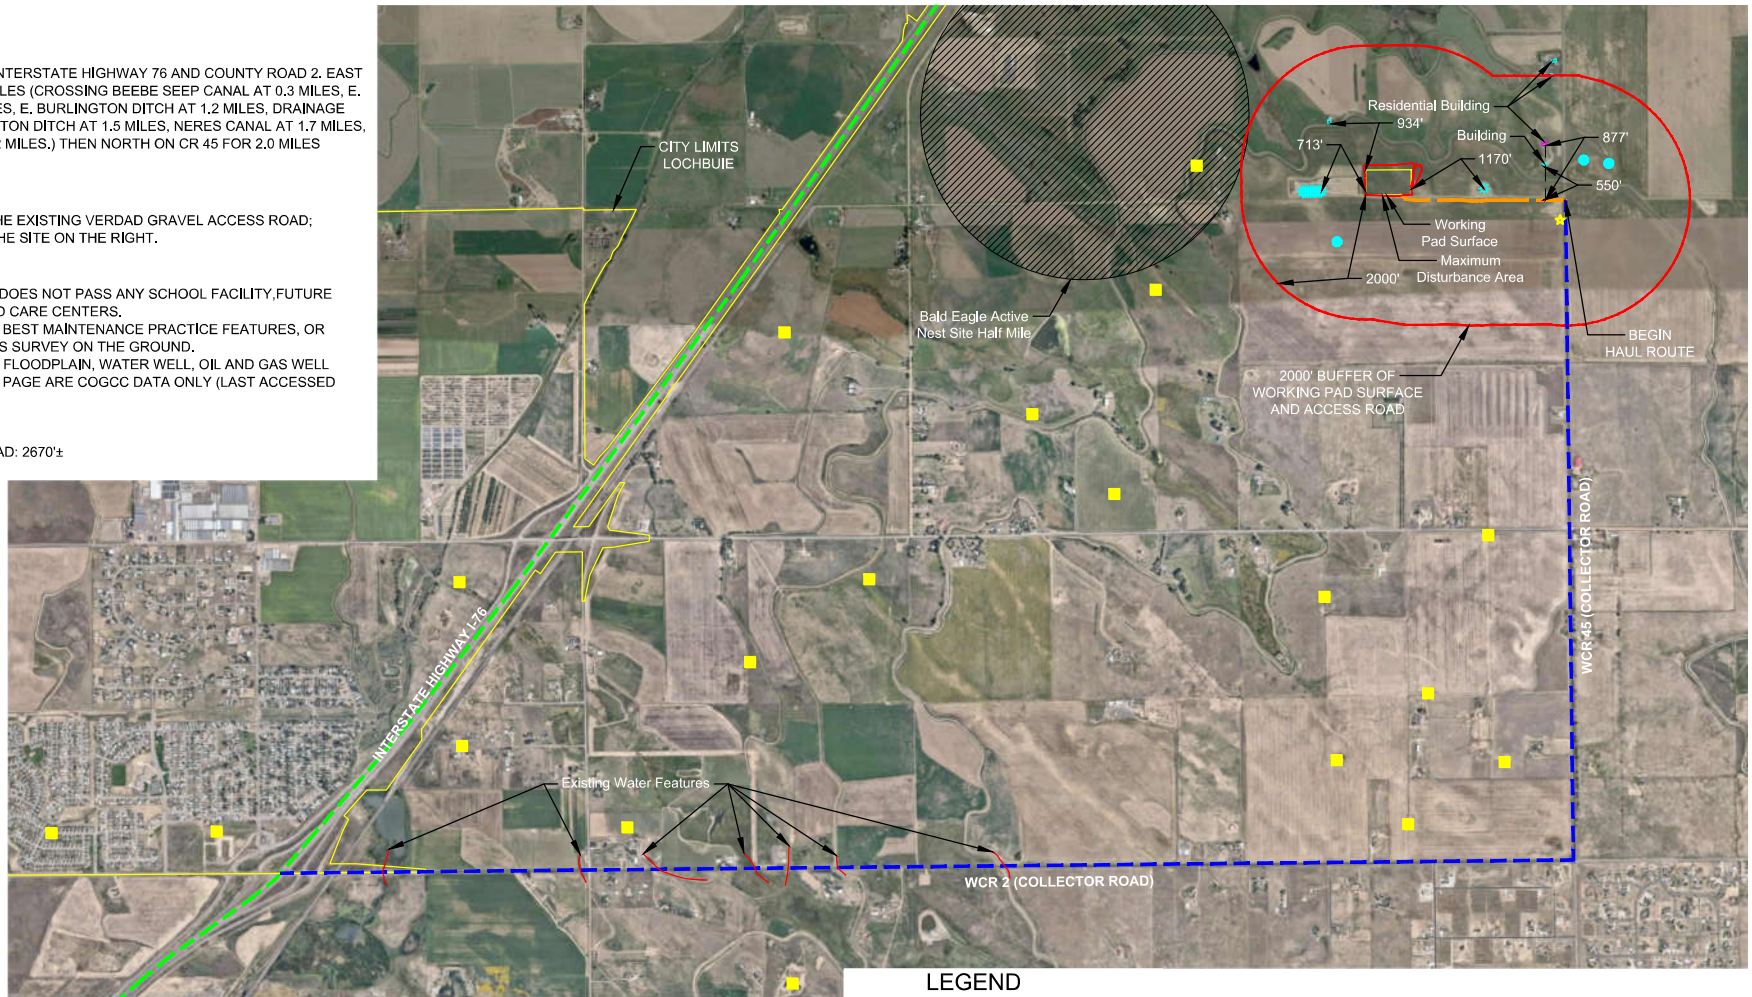 NTERSTATE HIGHWAY 76 AND COUNTY ROAD 2. EAST
LES (CROSSING BEEBE SEEP CANAL AT 0.3 MILES, E.
ES, E. BURLINGTON DITCH AT 1.2 MILES, DRAINAGE
TON DITCH AT 1.5 MILES, NERES CANAL AT 1.7 MILES,
MILES.) THEN NORTH ON CR 45 FOR 2.0 MILES
HE EXISTING VERDAD GRAVEL ACCESS ROAD;
HE SITE ON THE RIGHT.
DOES NOT PASS ANY SCHOOL FACILITY,FUTURE
D CARE CENTERS.
BEST MAINTENANCE PRACTICE FEATURES, OR
S SURVEY ON THE GROUND.
FLOODPLAIN, WATER WELL, OIL AND GAS WELL
PAGE ARE COGCC DATA ONLY (LAST ACCESSED
AD: 2670'±
CITY LIMITS
LOCHBUIE
Bald Eagle Active
Nest Site Half Mile
Residential Building
934'
Building
877'
713'
1170'
550'
Working
Pad Surface
Maximum
Disturbance Area
2000'
BEGIN
HAUL ROUTE
2000' BUFFER OF
WORKING PAD SURFACE
AND ACCESS ROAD
WCR 45 (COLLECTOR ROAD)
INTERSTATE HIGHWAY I-76
Existing Water Features
WCR 2 (COLLECTOR ROAD)
LEGEND